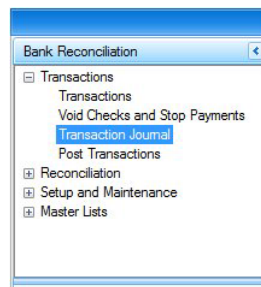 Bank Reconciliation
Transactions
Transactions
Void Checks and Stop Payments
Transaction Journal
Post Transactions
Reconciliation
Setup and Maintenance
Master Lists